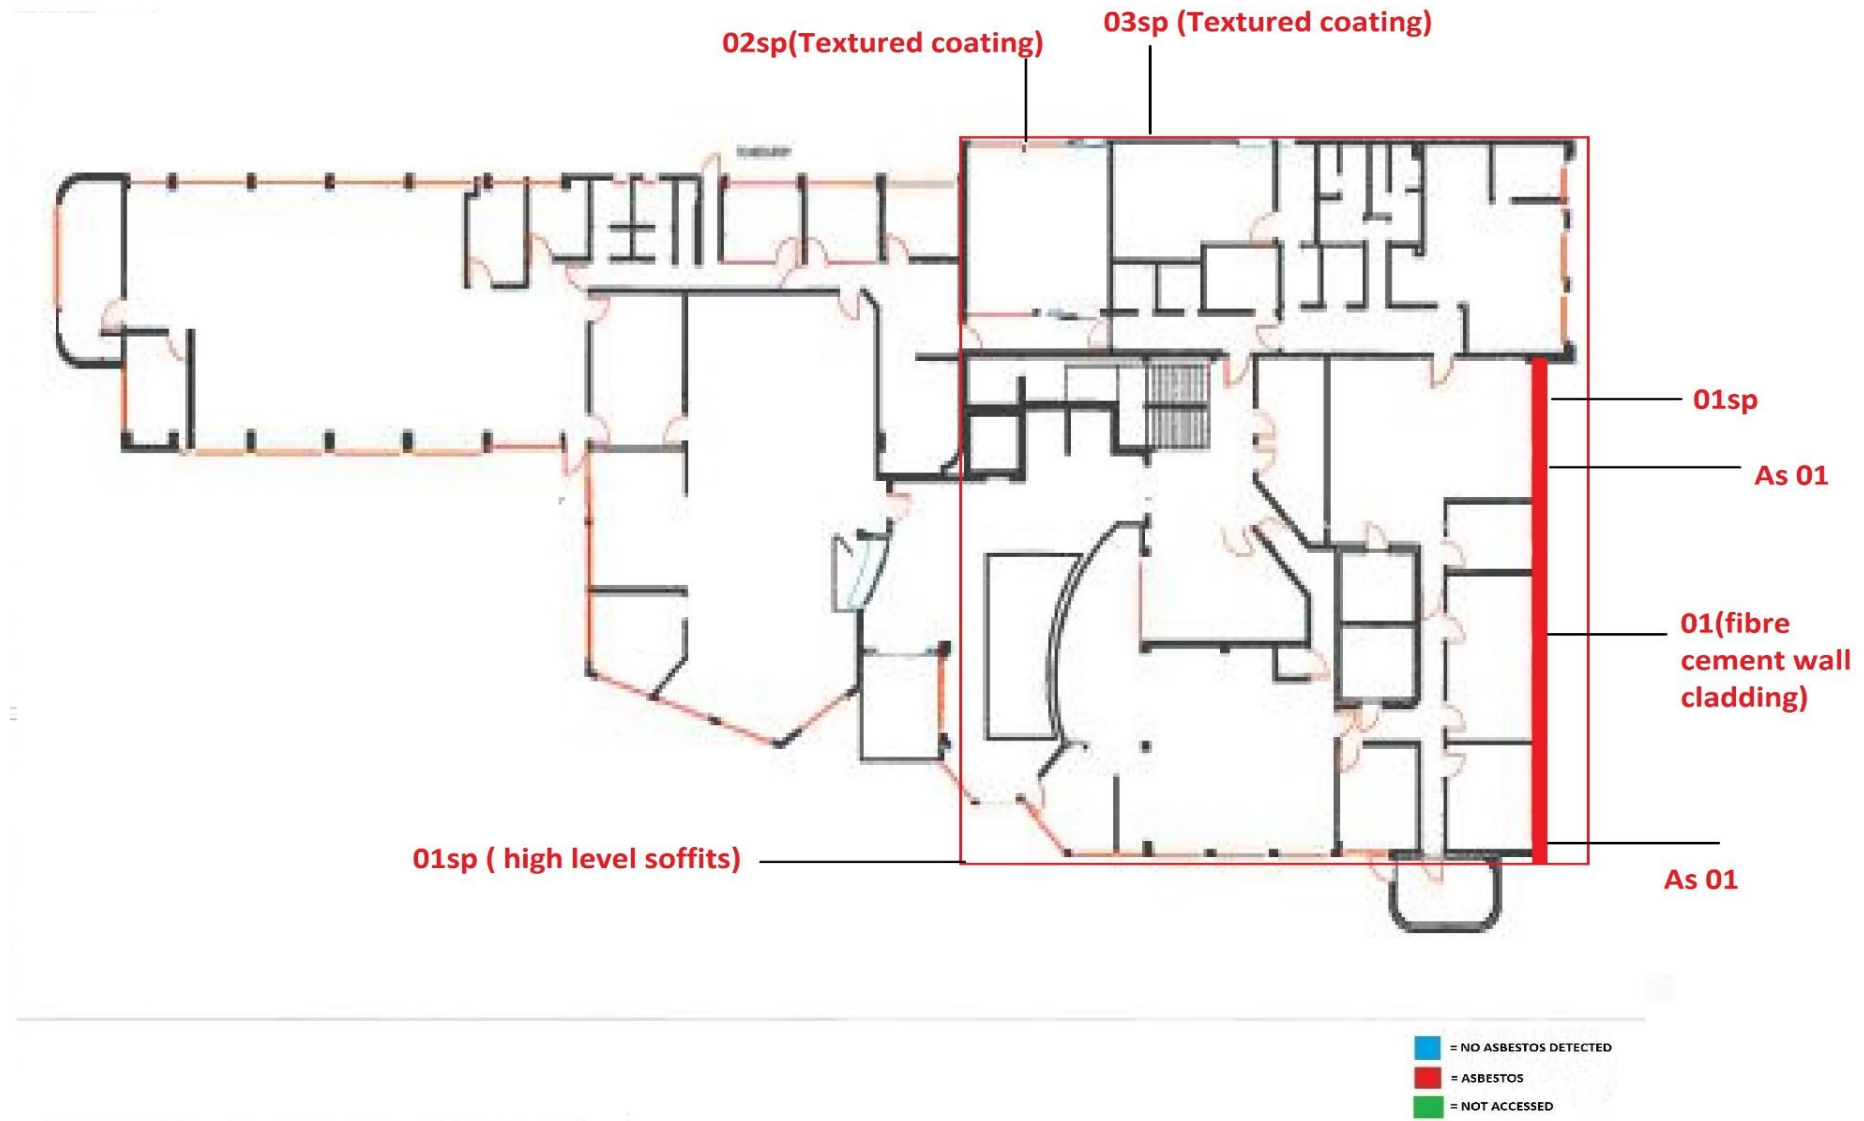 03sp (Textured coating)
02sp(Textured coating)
01sp
As 01
01(fibre
cement wall
cladding)
01sp ( high level soffits)
As 01
= NO ASBESTOS DETECTED
= ASBESTOS
= NOT ACCESSED